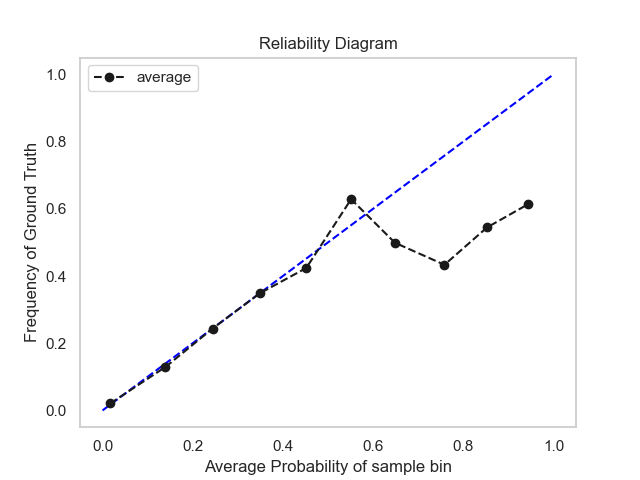 Reliability Diagram
average
1.0
0.8
0.6
0.4
0.2
0.0
Frequency of Ground Truth
0.0 0.2 0.4 0.6 0.8 1.0
Average Probability of sample bin